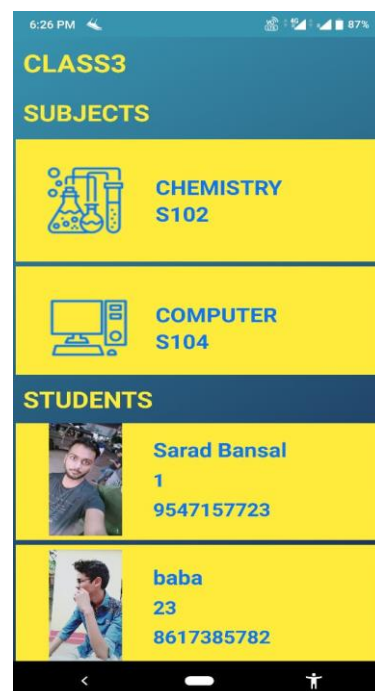 6:26 PM 87%
CLASS3
SUBJECTS
CHEMISTRY
S102
COMPUTER
S104
STUDENTS
Sarad Bansal
1
9547157723
baba
23
8617385782